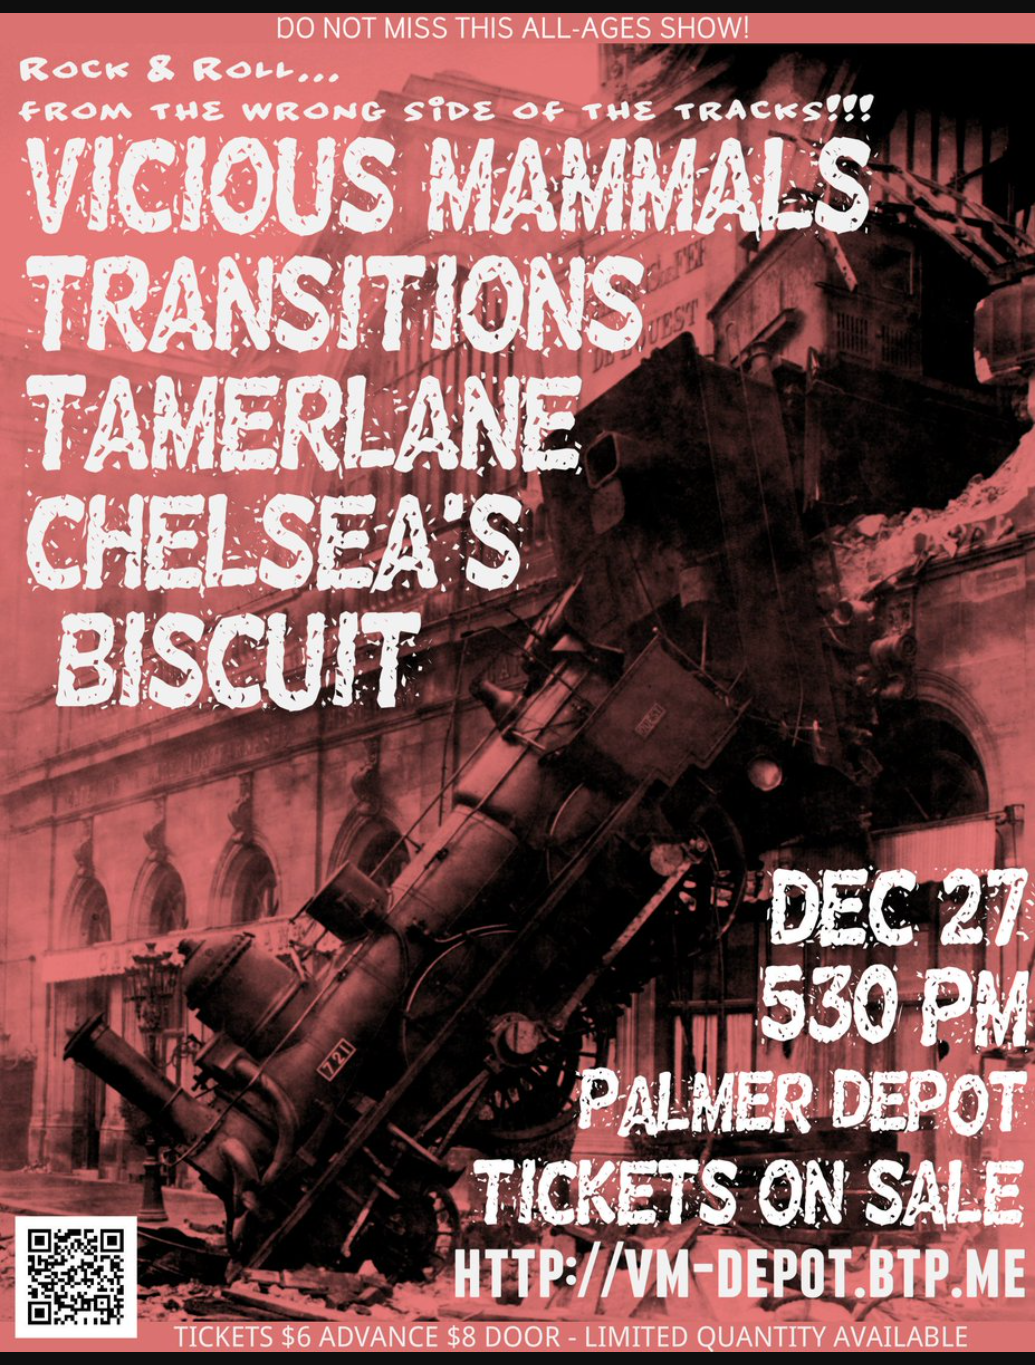 DO NOT MISS THIS ALL-AGES SHOW!
ROCK & ROLL...
FROM THE WRONG SIDE OF THE TRACKS!!!
VICIOUS MAMMALS
TRANSITIONS
TAMERLANE
CHELSEA'S
BISCUIT
OUEST
721
DEC 27
530 PM
PALMER DEPOT
TICKETS ON SALE
HTTP://VM-DEPOT.BTP.ME
TICKETS $6 ADVANCE $8 DOOR - LIMITED QUANTITY AVAILABLE